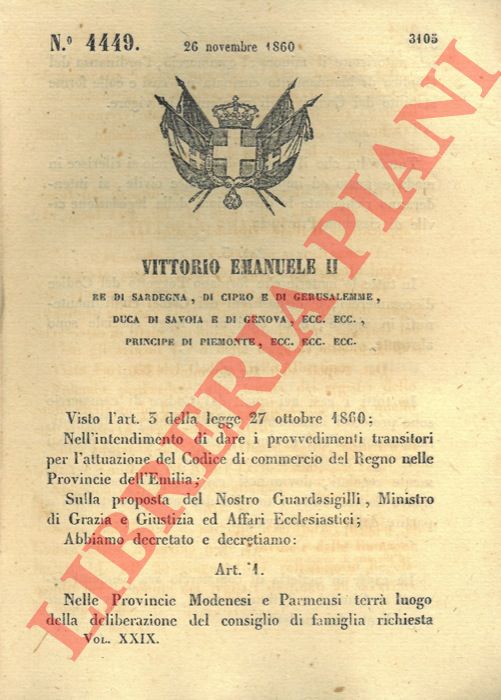 N.º 4449.
26 novembre 1860
3105
VITTORIO EMANUELE II
RE DI SARDEGNA, DI CIPRO E DI GERUSALEMME,
DUCA DI SAVOIA E DI GENOVA, ECC. ECC.,
PRINCIPE DI PIEMONTE, ECC. ECC. ECC.
Visto l'art. 3 della legge 27 ottobre 1860;
Nell'intendimento di dare i provvedimenti transitori
per l'attuazione del Codice di commercio del Regno nelle
Provincie dell'Emilia;
Sulla proposta del Nostro Guardasigilli, Ministro
di Grazia e Giustizia ed Affari Ecclesiastici;
Abbiamo decretato e decretiamo:
Art. 1.
Nelle Provincie Modenesi e Parmensi terrà luogo
della deliberazione del consiglio di famiglia richiesta
VOL. XXIX.
LIBRERIA PIANI